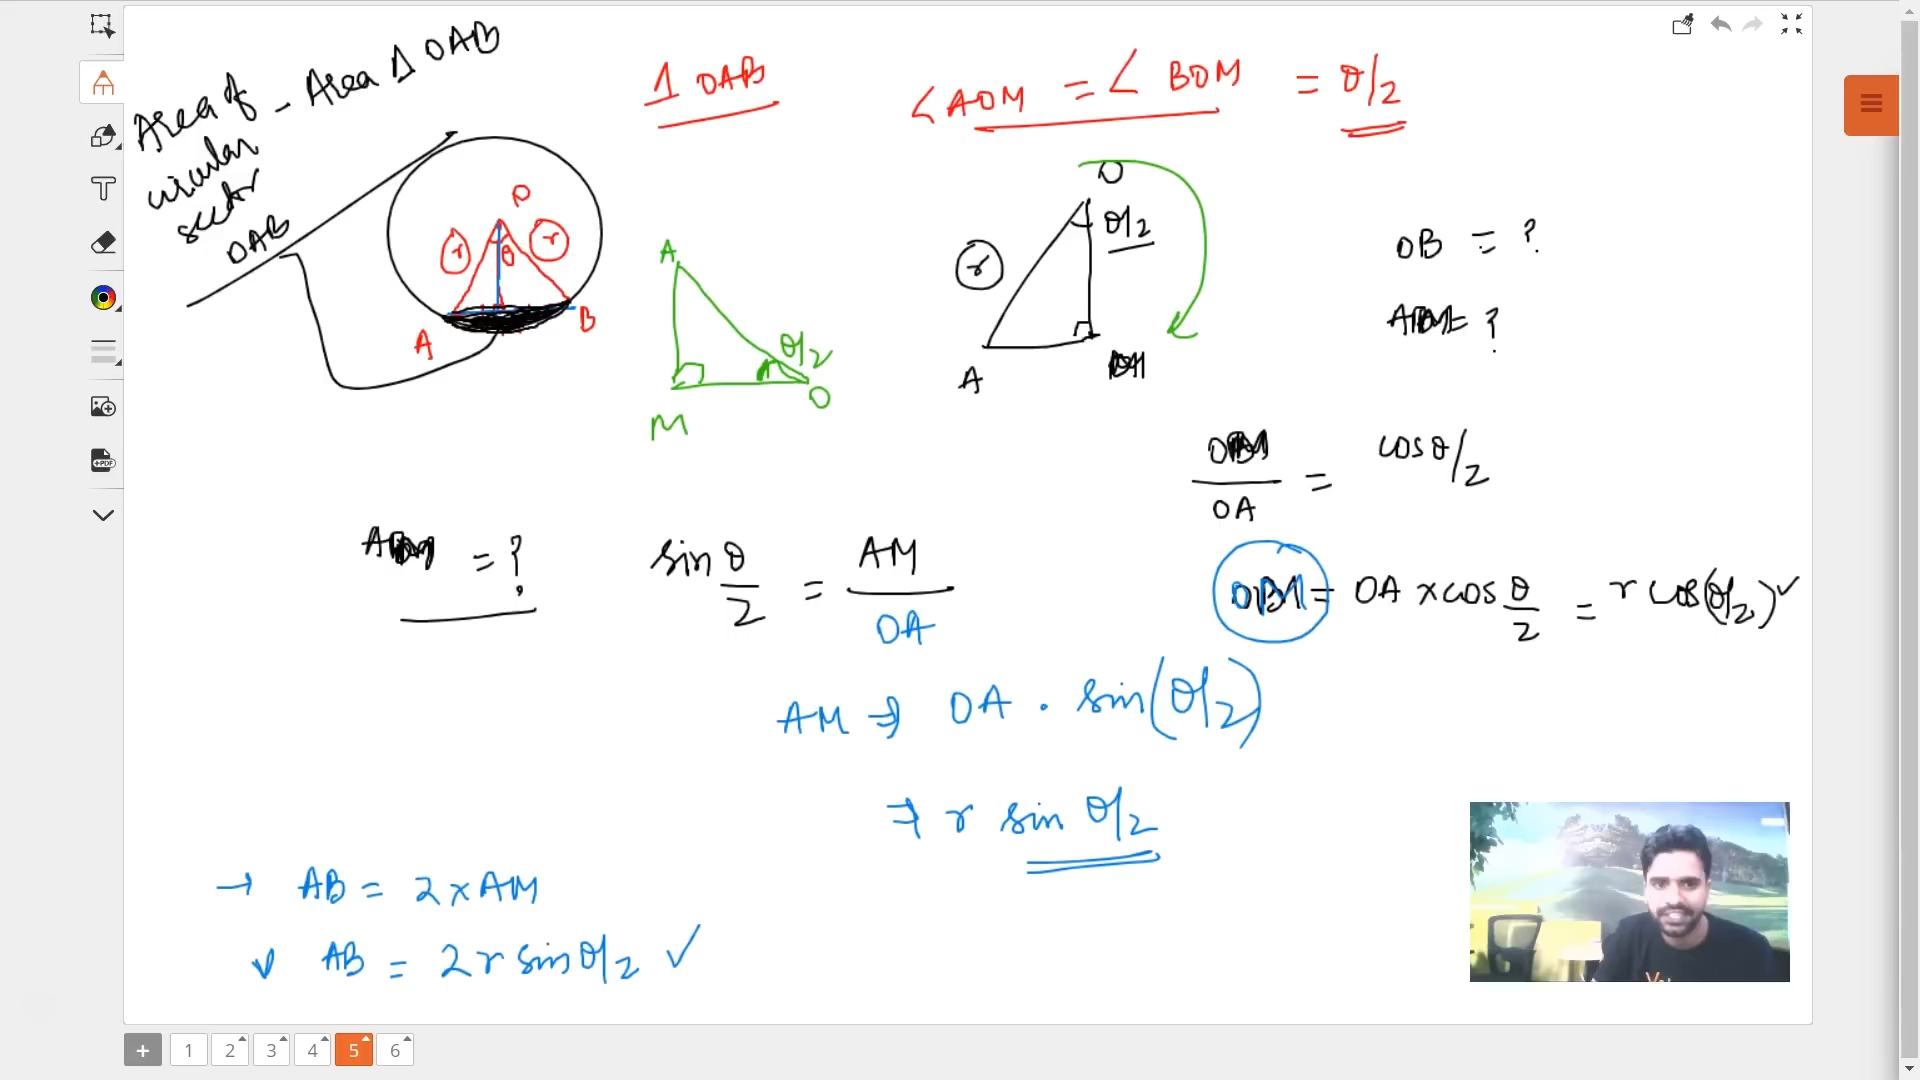 Area of - Area Δ OAB
circular
sector
OAB
Δ OAB
∠AOM = ∠BOM = θ/2
O
r
r
θ
A
B
A
θ/2
M
O
O
θ/2
r
A
OB = ?
= ?
OA
= cos θ/2
= ?
sin θ/2 = AM/OA
OM = OA × cos θ/2 = r cos(θ/2) ✓
AM ⇒ OA · sin(θ/2)
⇒ r sin θ/2
→ AB = 2 × AM
AB = 2r sin θ/2 ✓
+ 1 2 3 4 5 6